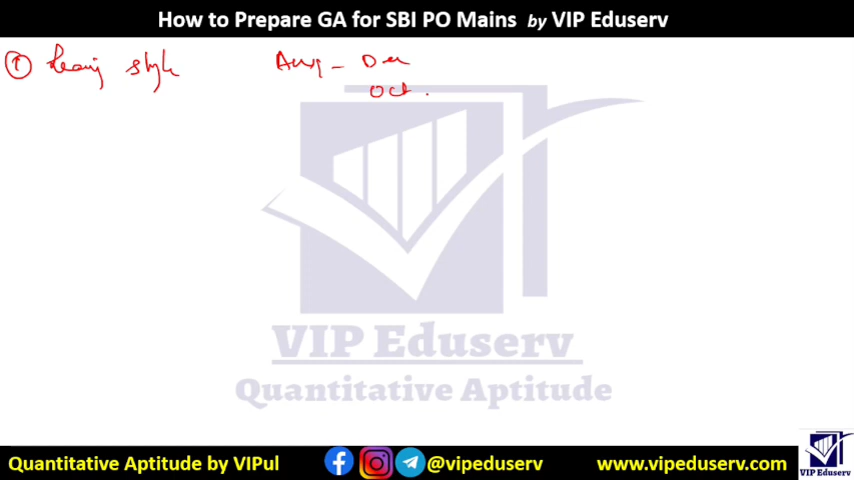 How to Prepare GA for SBI PO Mains by VIP Eduserv
① style Aug - Dec
Oct.
VIP Eduserv
Quantitative Aptitude
Quantitative Aptitude by VIPul @vipeduserv www.vipeduserv.com
VIP Eduserv